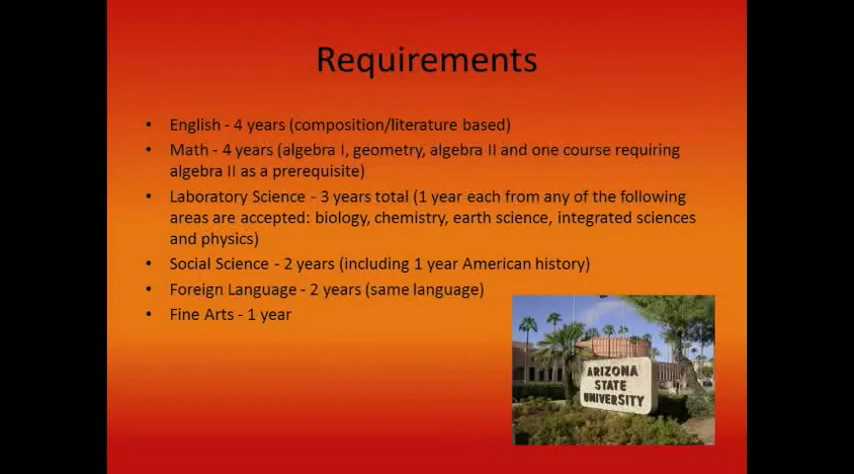 Requirements
• English - 4 years (composition/literature based)
• Math - 4 years (algebra I, geometry, algebra II and one course requiring
algebra II as a prerequisite)
• Laboratory Science - 3 years total (1 year each from any of the following
areas are accepted: biology, chemistry, earth science, integrated sciences
and physics)
• Social Science - 2 years (including 1 year American history)
• Foreign Language - 2 years (same language)
• Fine Arts - 1 year
ARIZONA
STATE
UNIVERSITY